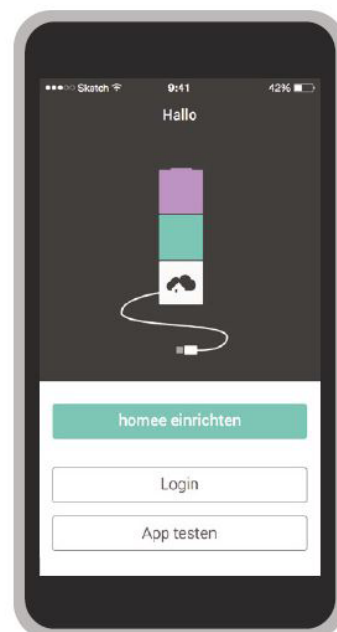 Sketch 9:41 42%
Hallo
homee einrichten
Login
App testen